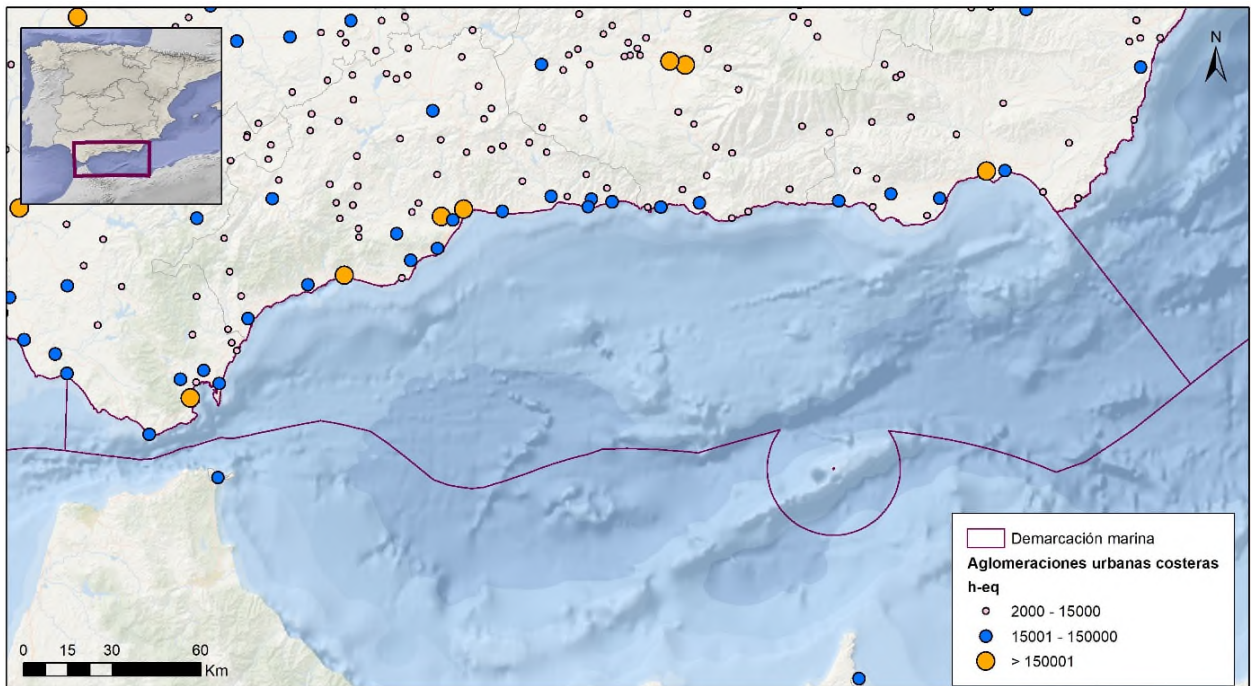 N
Demarcación marina
Aglomeraciones urbanas costeras
h-eq
2000 - 15000
15001 - 150000
> 150001
0 15 30 60
Km